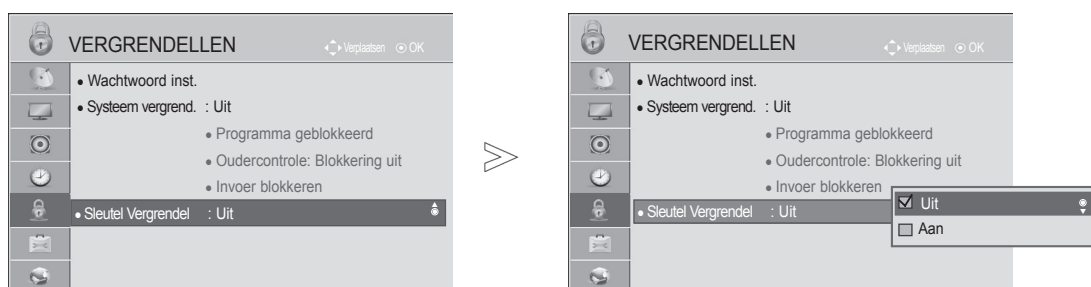 VERGRENDELLEN
Verplaatsen OK
• Wachtwoord inst.
• Systeem vergrend. : Uit
• Programma geblokkeerd
• Oudercontrole: Blokkering uit
• Invoer blokkeren
• Sleutel Vergrendel : Uit
VERGRENDELLEN
Verplaatsen OK
• Wachtwoord inst.
• Systeem vergrend. : Uit
• Programma geblokkeerd
• Oudercontrole: Blokkering uit
• Invoer blokkeren
• Sleutel Vergrendel : Uit
Uit
Aan